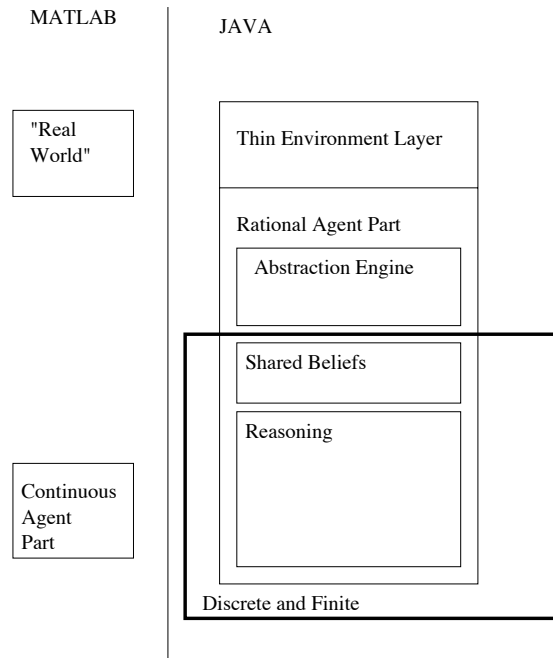 MATLAB
JAVA
"Real
World"
Thin Environment Layer
Rational Agent Part
Abstraction Engine
Shared Beliefs
Reasoning
Continuous
Agent
Part
Discrete and Finite